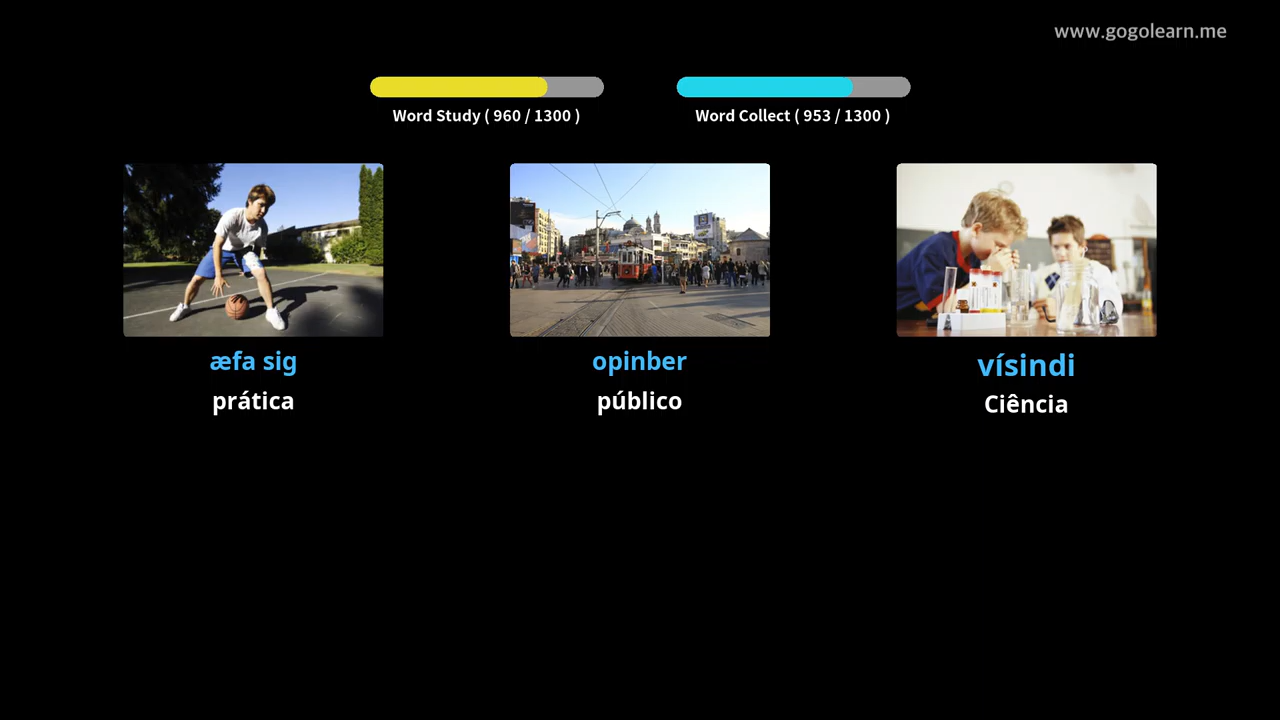 www.gogolearn.me
Word Study ( 960 / 1300 )
Word Collect ( 953 / 1300 )
æfa sig
prática
opinber
público
vísindi
Ciência